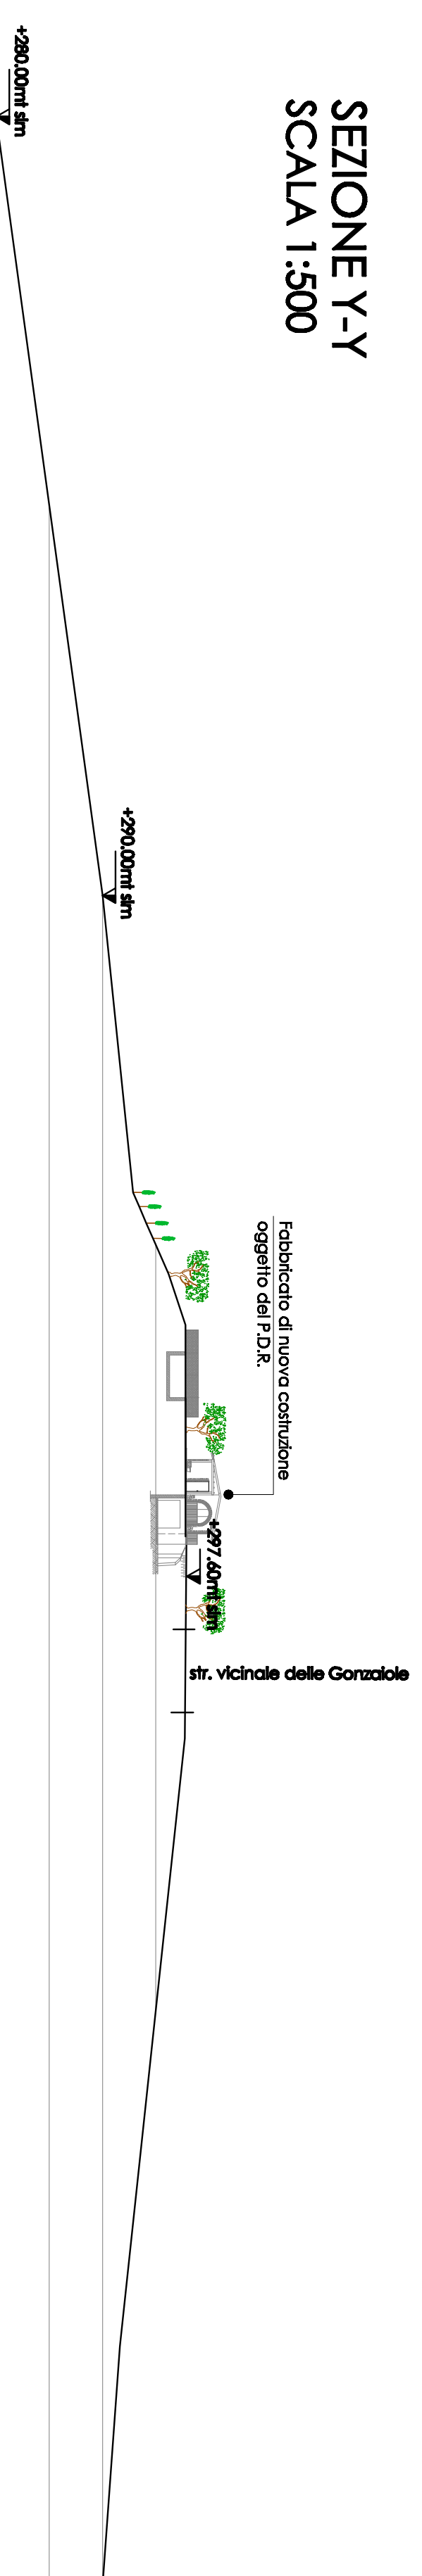 SEZIONE Y-Y
SCALA 1:500
+280.00mt slm
+290.00mt slm
Fabbricato di nuova costruzione
oggetto del P.D.R.
+297.60mt slm
str. vicinale delle Gonzaiole